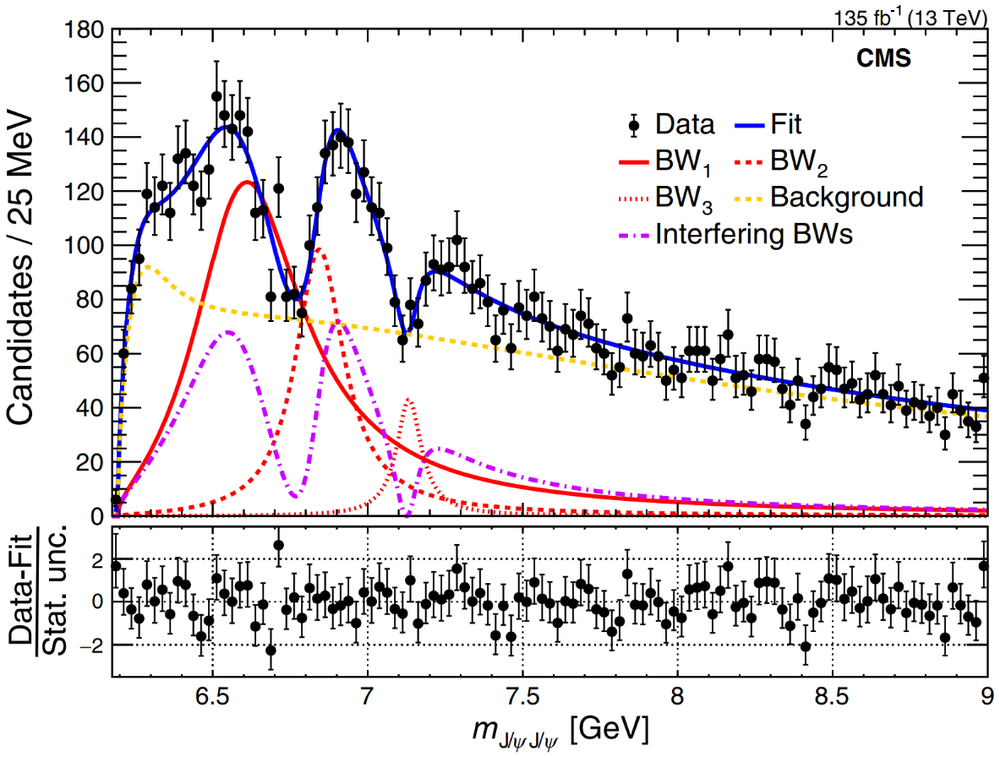 135 fb⁻¹ (13 TeV)
CMS
Candidates / 25 MeV
180
160
140
120
100
80
60
40
20
0
Data
Fit
BW₁
BW₂
BW₃
Background
Interfering BWs
Data-Fit
Stat. unc.
2
0
−2
6.5 7 7.5 8 8.5 9
m_J/ψ J/ψ [GeV]